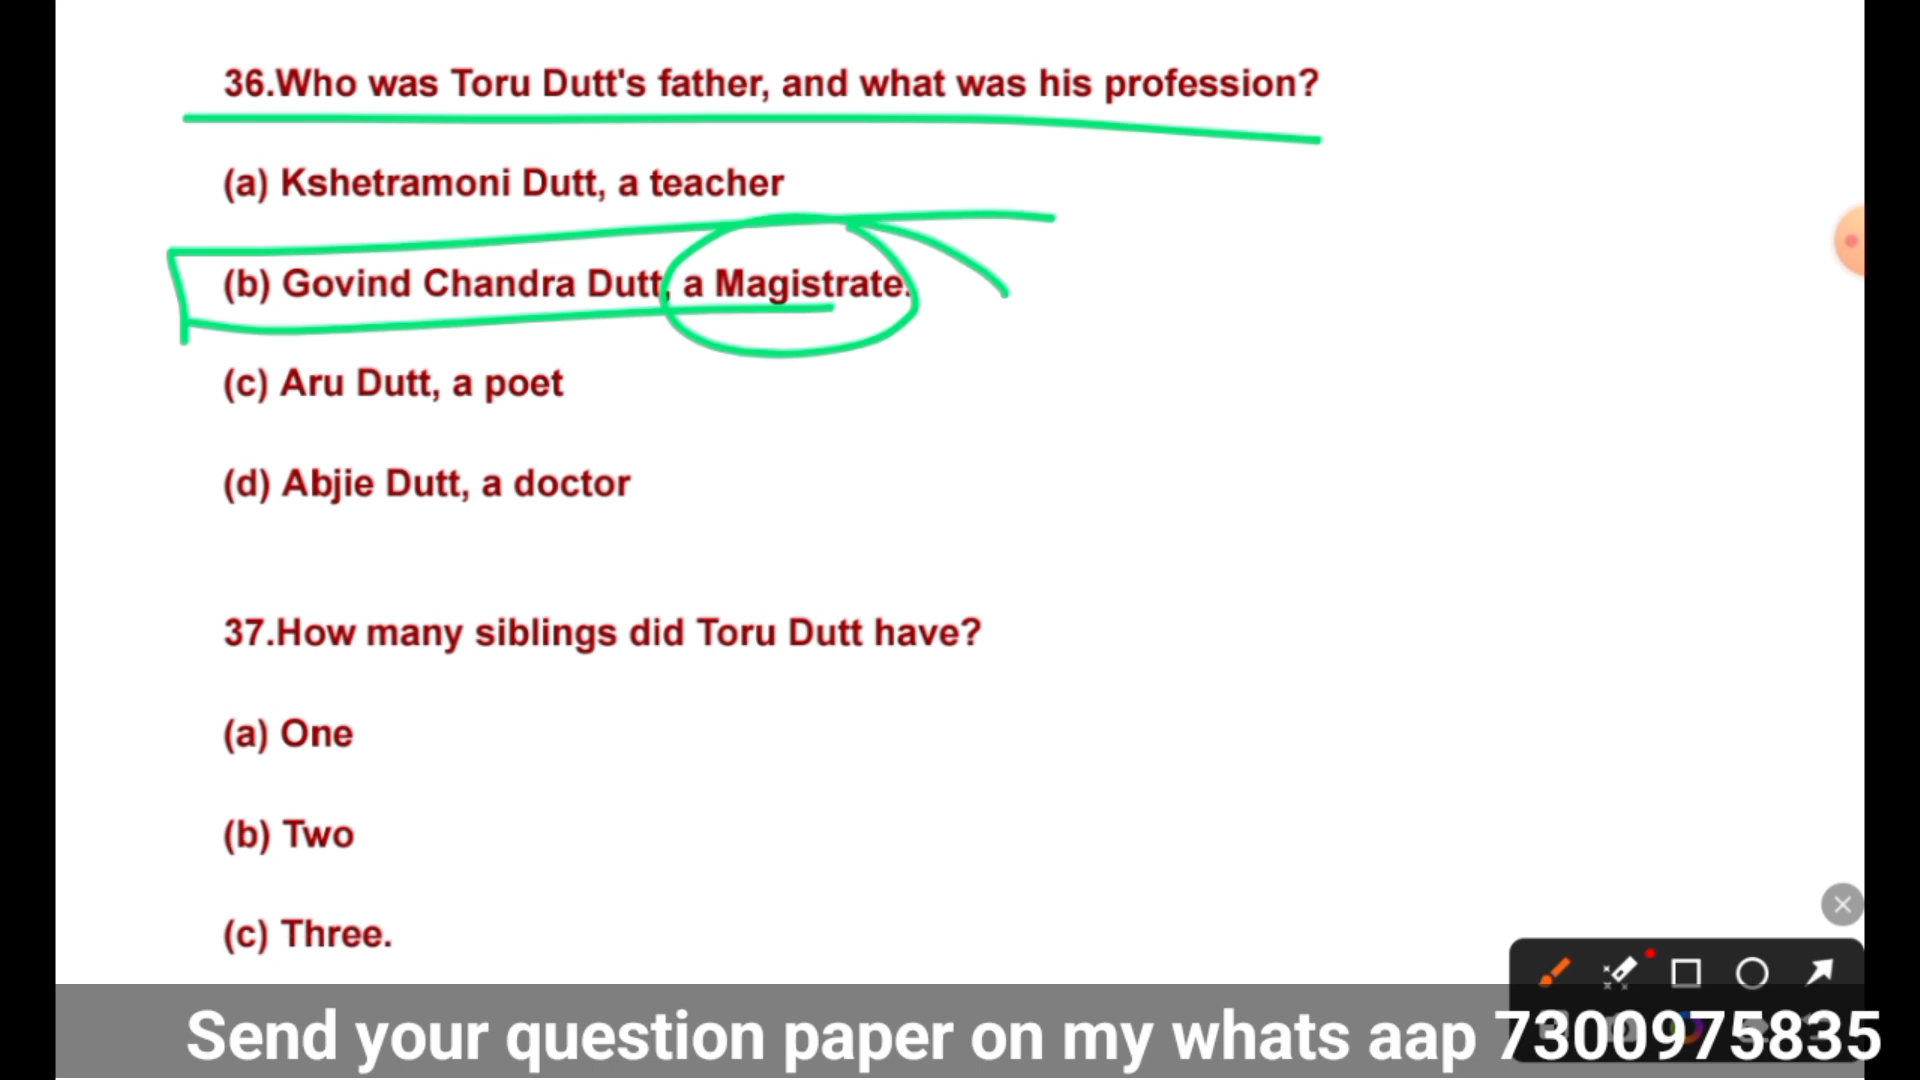 36.Who was Toru Dutt's father, and what was his profession?
(a) Kshetramoni Dutt, a teacher
(b) Govind Chandra Dutt, a Magistrate.
(c) Aru Dutt, a poet
(d) Abjie Dutt, a doctor
37.How many siblings did Toru Dutt have?
(a) One
(b) Two
(c) Three.
Send your question paper on my whats aap 7300975835